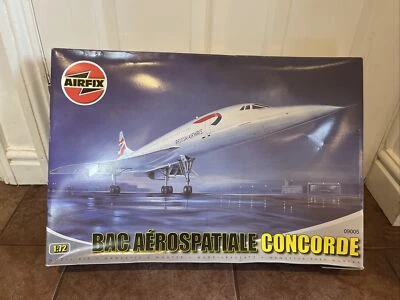 AIRFIX
BRITISH AIRWAYS
09005
1:72
BAC AÉROSPATIALE CONCORDE